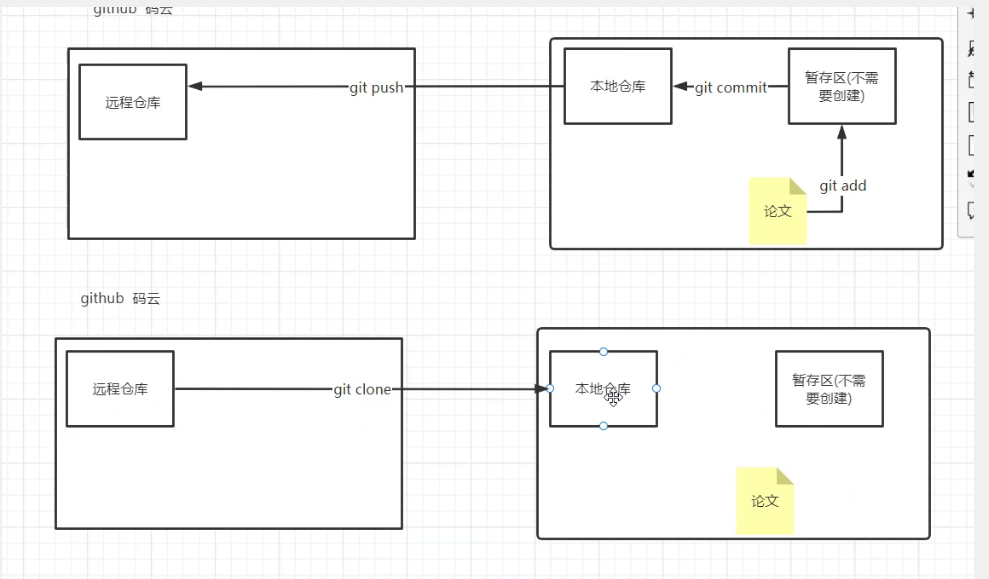 github 码云
远程仓库
git push
本地仓库
git commit
暂存区(不需
要创建)
git add
论文
github 码云
远程仓库
git clone
本地仓库
暂存区(不需
要创建)
论文